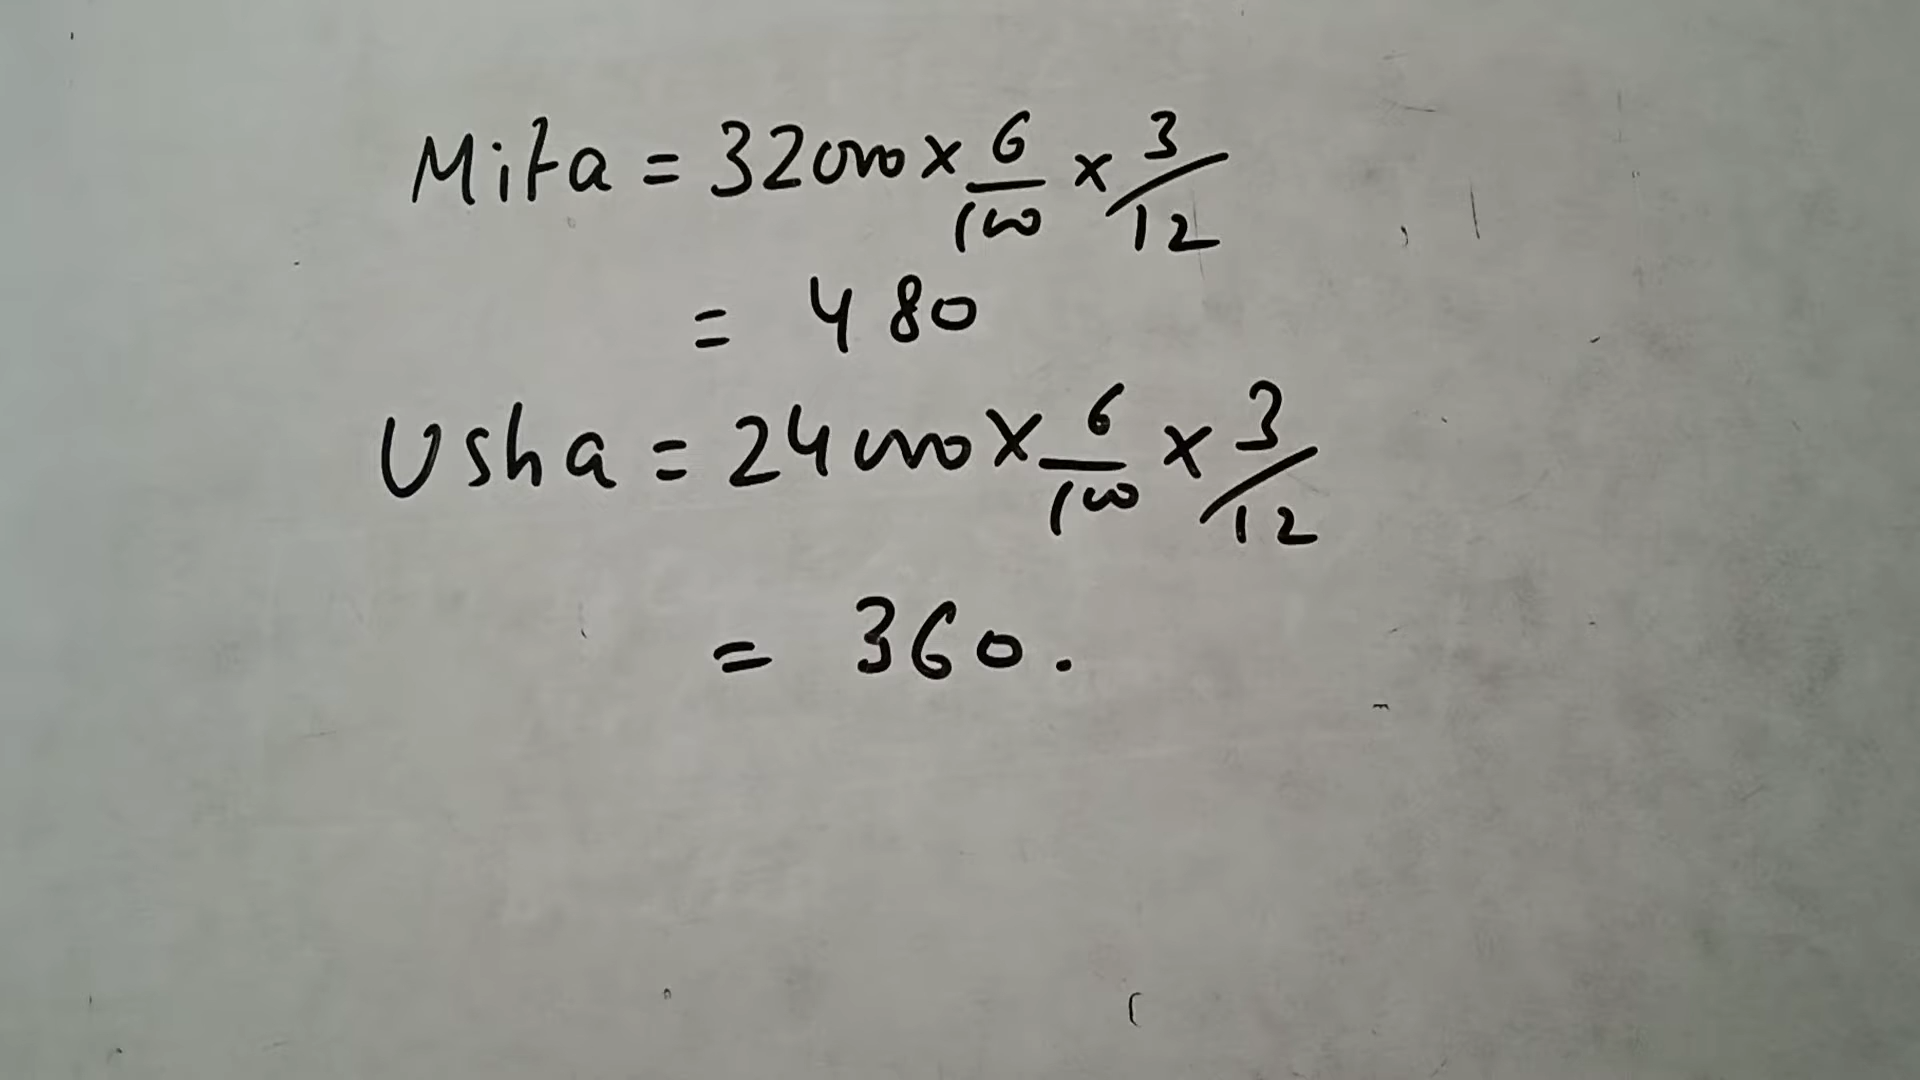 Mita = 32000 × 6/100 × 3/12
= 480
Usha = 24000 × 6/100 × 3/12
= 360.